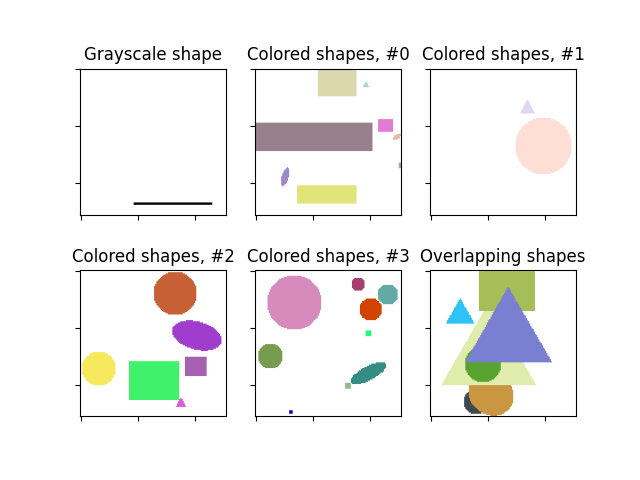 Grayscale shape
Colored shapes, #0
Colored shapes, #1
Colored shapes, #2
Colored shapes, #3
Overlapping shapes